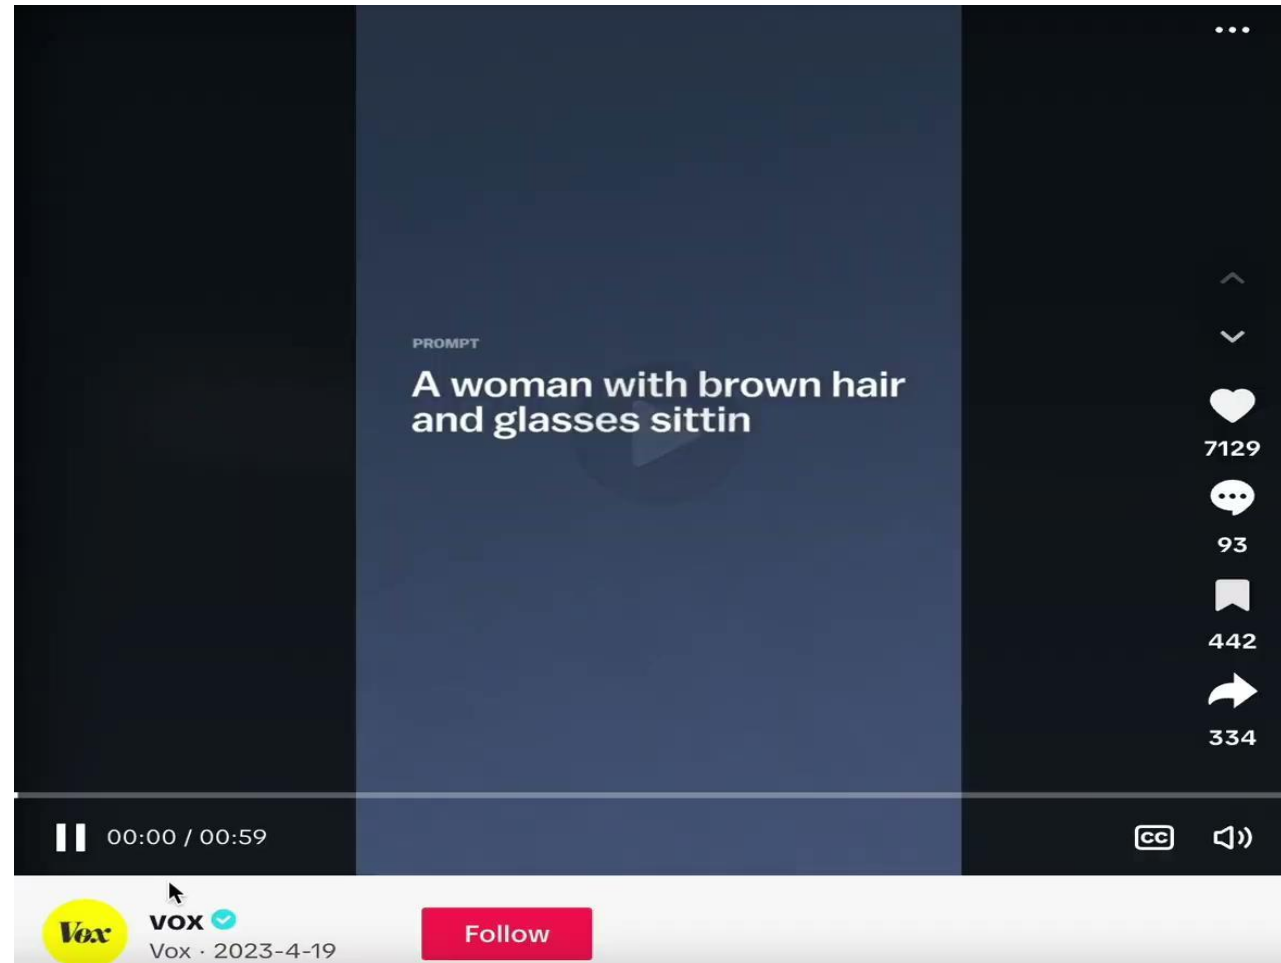 PROMPT
A woman with brown hair
and glasses sittin
7129
93
442
334
00:00 / 00:59
CC
Vox
vox
Vox · 2023-4-19
Follow